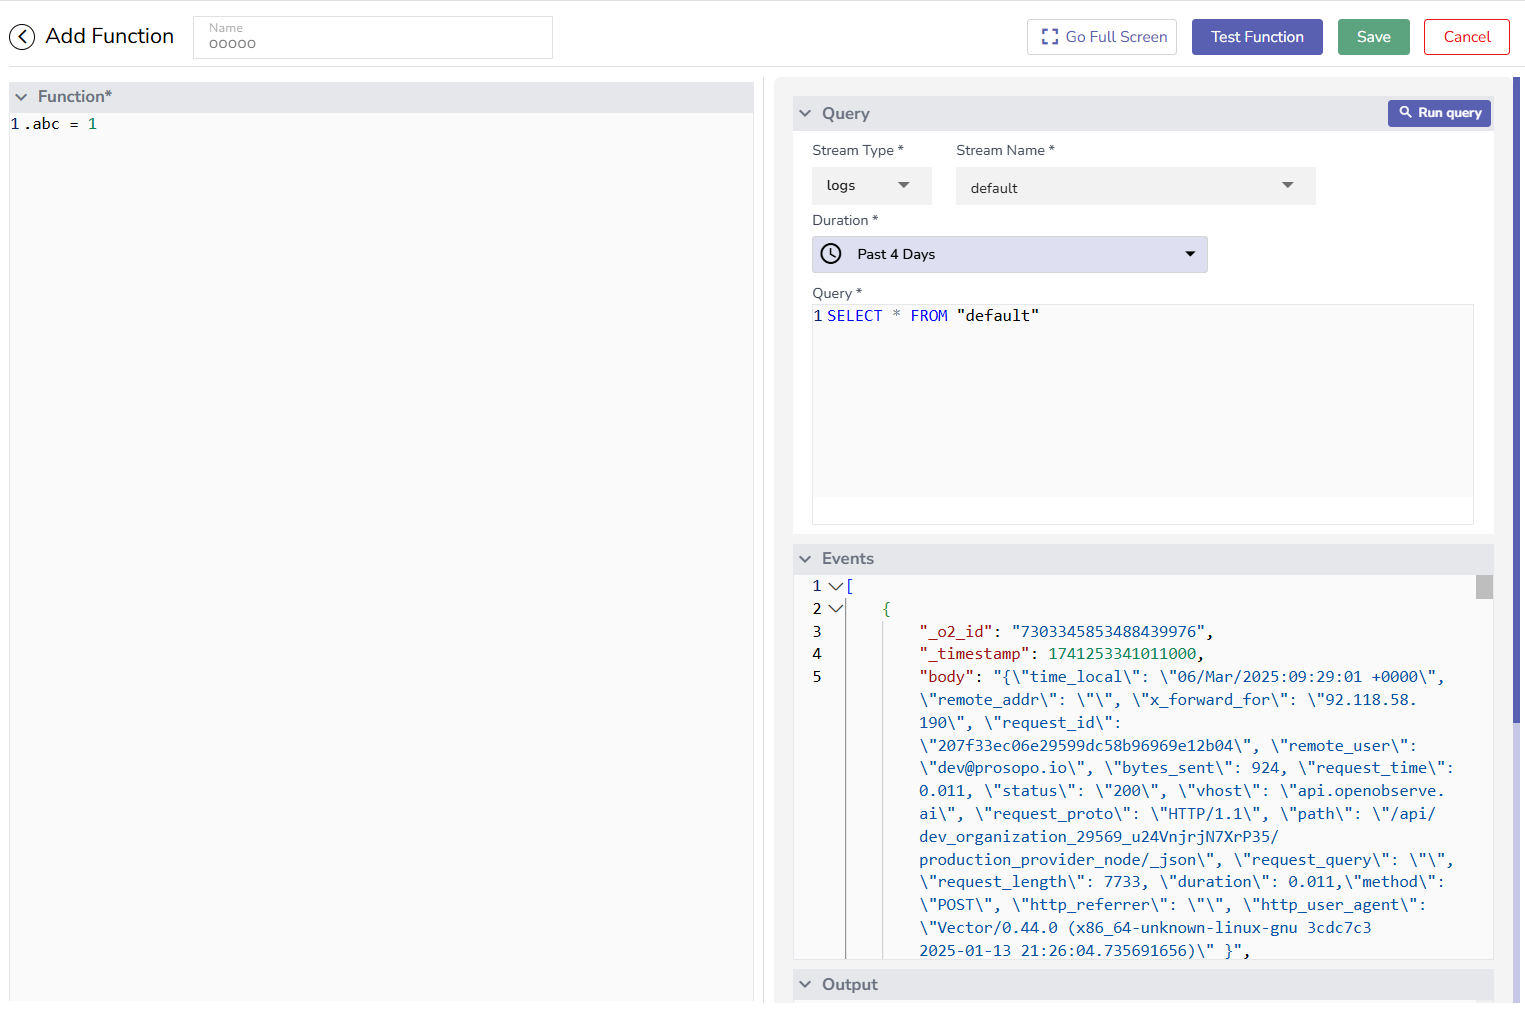 Add Function
Name
ooooo
Go Full Screen
Test Function
Save
Cancel
Function*
1 .abc = 1
Query
Run query
Stream Type *
Stream Name *
logs
default
Duration *
Past 4 Days
Query *
1 SELECT * FROM "default"
Events
1 [
2 {
3 "_o2_id": "7303345853488439976",
4 "_timestamp": 1741253341011000,
5 "body": "{\"time_local\": \"06/Mar/2025:09:29:01 +0000\",
\"remote_addr\": \"\", \"x_forward_for\": \"92.118.58.
190\", \"request_id\":
\"207f33ec06e29599dc58b96969e12b04\", \"remote_user\":
\"dev@prosopo.io\", \"bytes_sent\": 924, \"request_time\":
0.011, \"status\": \"200\", \"vhost\": \"api.openobserve.
ai\", \"request_proto\": \"HTTP/1.1\", \"path\": \"/api/
dev_organization_29569_u24VnjrjN7XrP35/
production_provider_node/_json\", \"request_query\": \"\",
\"request_length\": 7733, \"duration\": 0.011,\"method\":
\"POST\", \"http_referrer\": \"\", \"http_user_agent\":
\"Vector/0.44.0 (x86_64-unknown-linux-gnu 3cdc7c3
2025-01-13 21:26:04.735691656)\" }",
Output